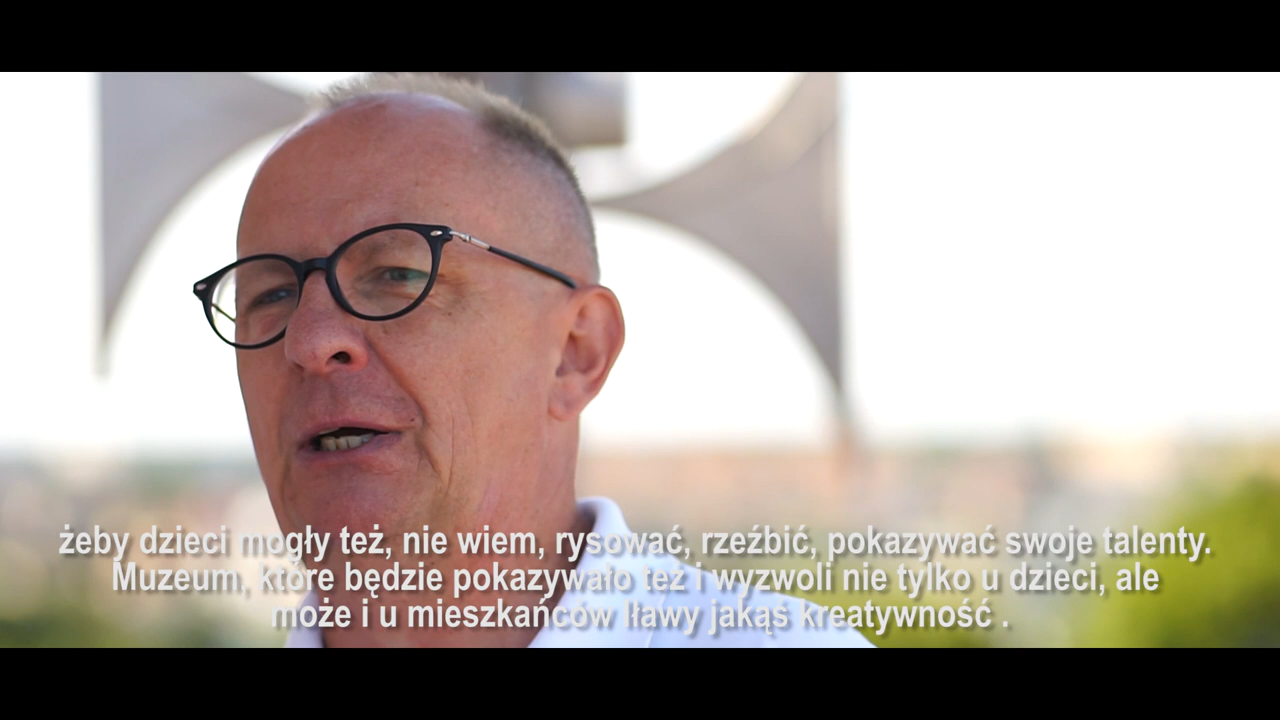 żeby dzieci mogły też, nie wiem, rysować, rzeźbić, pokazywać swoje talenty.
Muzeum, które będzie pokazywało też i wyzwoli nie tylko u dzieci, ale
może i u mieszkańców Iławy jakąś kreatywność .